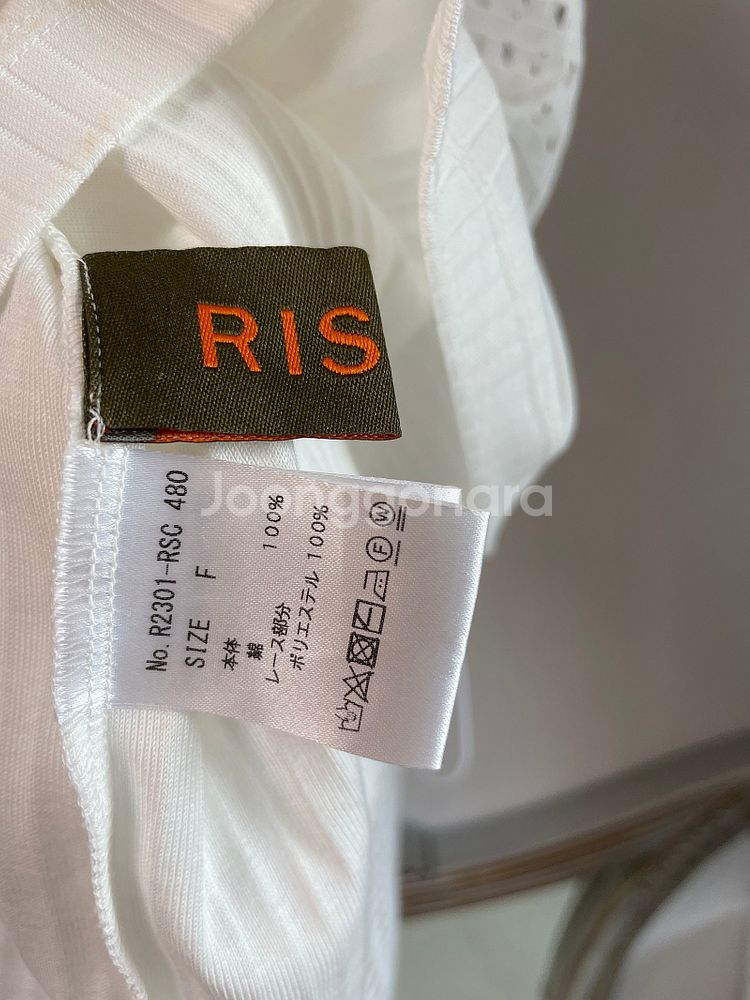 RIS
No. R2301-RSC 480
SIZE F
本体
綿 100%
レース部分
ポリエステル 100%
W
F
Joonggonara